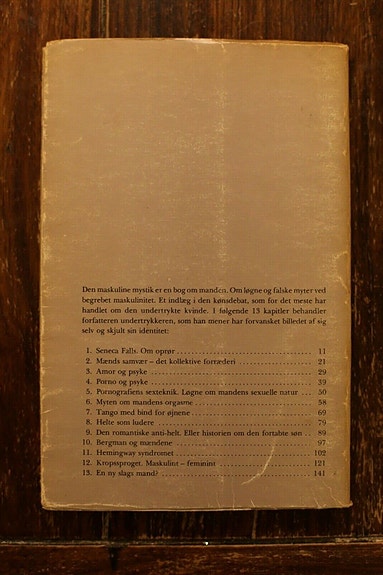 Den maskuline mystik er en bog om manden. Om løgne og falske myter ved
begrebet maskulinitet. Et indlæg i den kønsdebat, som for det meste har
handlet om den undertrykte kvinde. I følgende 13 kapitler behandler
forfatteren undertrykkeren, som han mener har forvansket billedet af sig
selv og skjult sin identitet:
1. Seneca Falls. Om oprør 11
2. Mænds samvær – det kollektive forræderi 21
3. Amor og psyke 29
4. Porno og psyke 39
5. Pornografiens sexteknik. Løgne om mandens sexuelle natur 50
6. Myten om mandens orgasme 58
7. Tango med bind for øjnene 69
8. Helte som ludere 79
9. Den romantiske anti-helt. Eller historien om den fortabte søn 89
10. Bergman og mændene 97
11. Hemingway syndromet 102
12. Kropssproget. Maskulint – feminint 121
13. En ny slags mand? 141